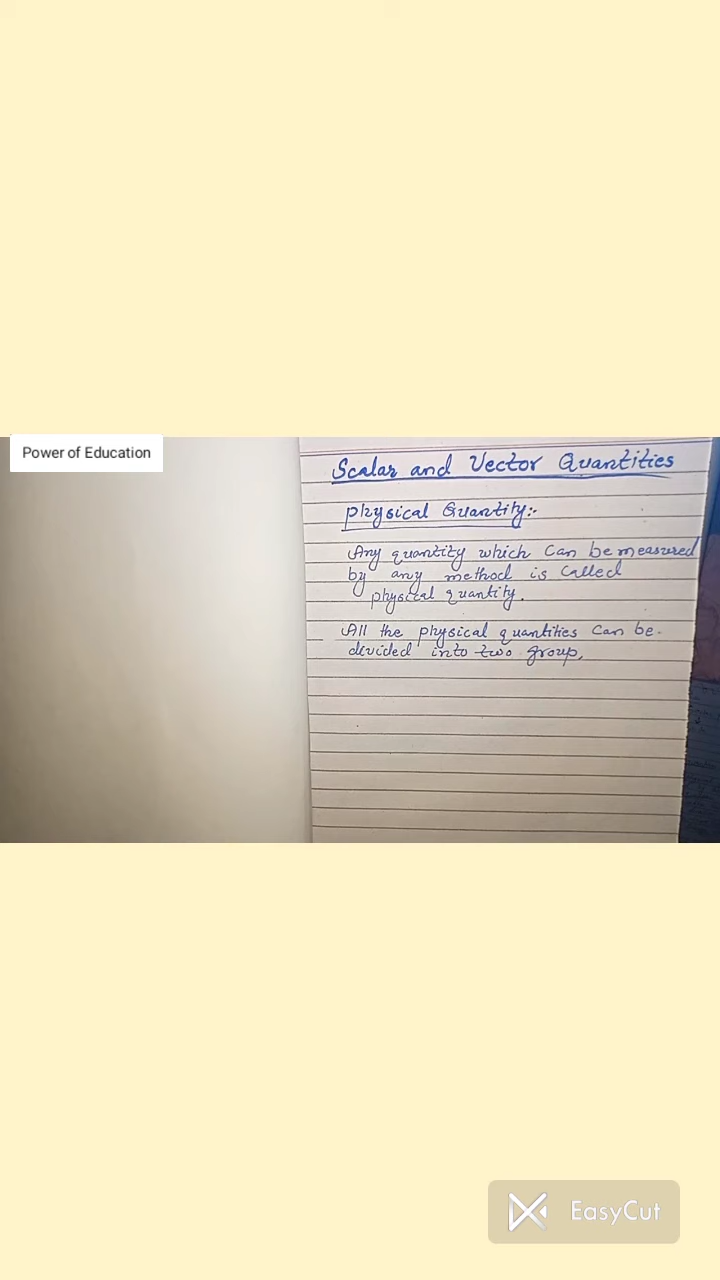 Power of Education
Scalar and Vector Quantities
physical Quantity:-
Any quantity which can be measured
by any method is called
physical quantity.
All the physical quantities can be
divided into two group,
EasyCut